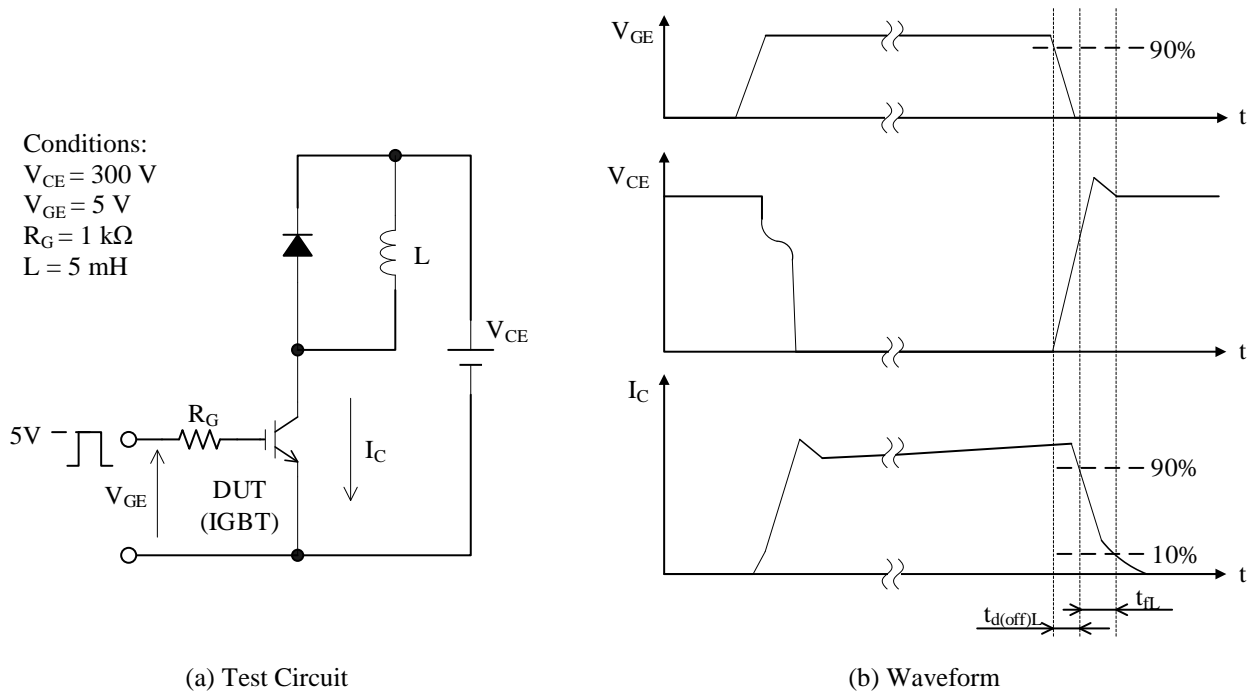 Conditions:
V_CE = 300 V
V_GE = 5 V
R_G = 1 kΩ
L = 5 mH
L
V_CE
5V
R_G
V_GE
DUT
(IGBT)
I_C
(a) Test Circuit
V_GE
90%
t
V_CE
t
I_C
90%
10%
t
t_d(off)L
t_fL
(b) Waveform